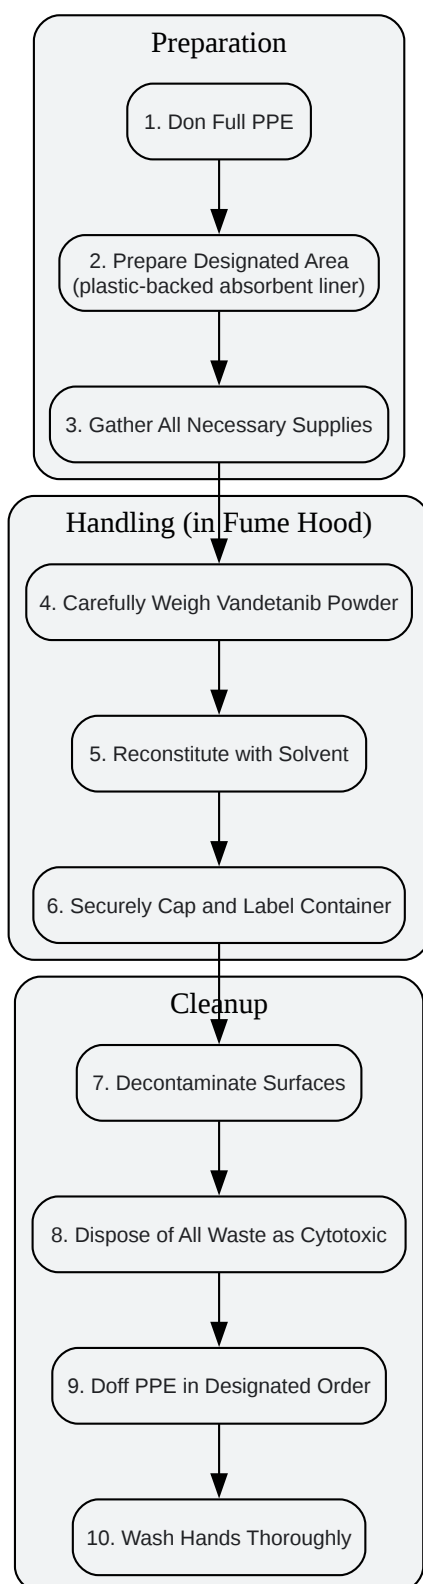 Preparation
1. Don Full PPE
2. Prepare Designated Area
(plastic-backed absorbent liner)
3. Gather All Necessary Supplies
Handling (in Fume Hood)
4. Carefully Weigh Vandetanib Powder
5. Reconstitute with Solvent
6. Securely Cap and Label Container
Cleanup
7. Decontaminate Surfaces
8. Dispose of All Waste as Cytotoxic
9. Doff PPE in Designated Order
10. Wash Hands Thoroughly